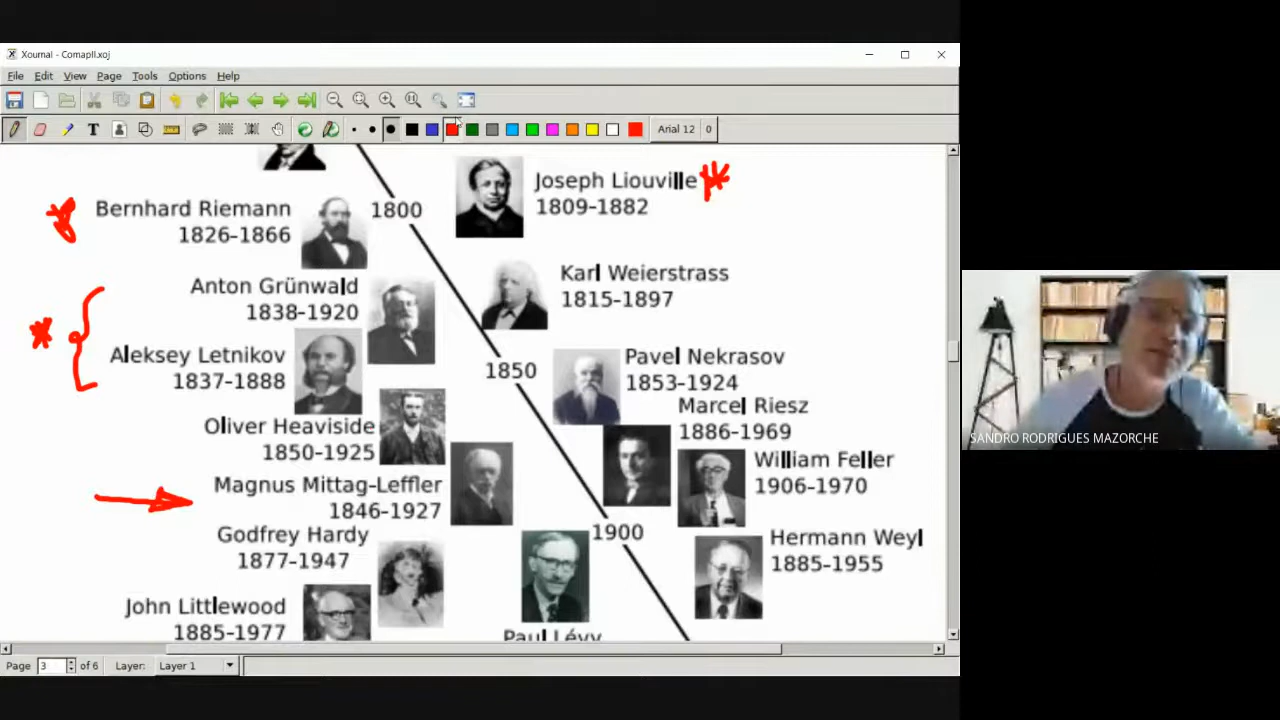 Xournal - Comapli.xoj
File Edit View Page Tools Options Help
Arial 12 0
Joseph Liouville
1809-1882
Bernhard Riemann
1826-1866
1800
Karl Weierstrass
1815-1897
Anton Grünwald
1838-1920
Aleksey Letnikov
1837-1888
1850
Pavel Nekrasov
1853-1924
Marcel Riesz
1886-1969
Oliver Heaviside
1850-1925
William Feller
1906-1970
Magnus Mittag-Leffler
1846-1927
1900
Godfrey Hardy
1877-1947
Hermann Weyl
1885-1955
John Littlewood
1885-1977
Paul Lévy
Page 3 of 6 Layer: Layer 1
SANDRO RODRIGUES MAZORCHE